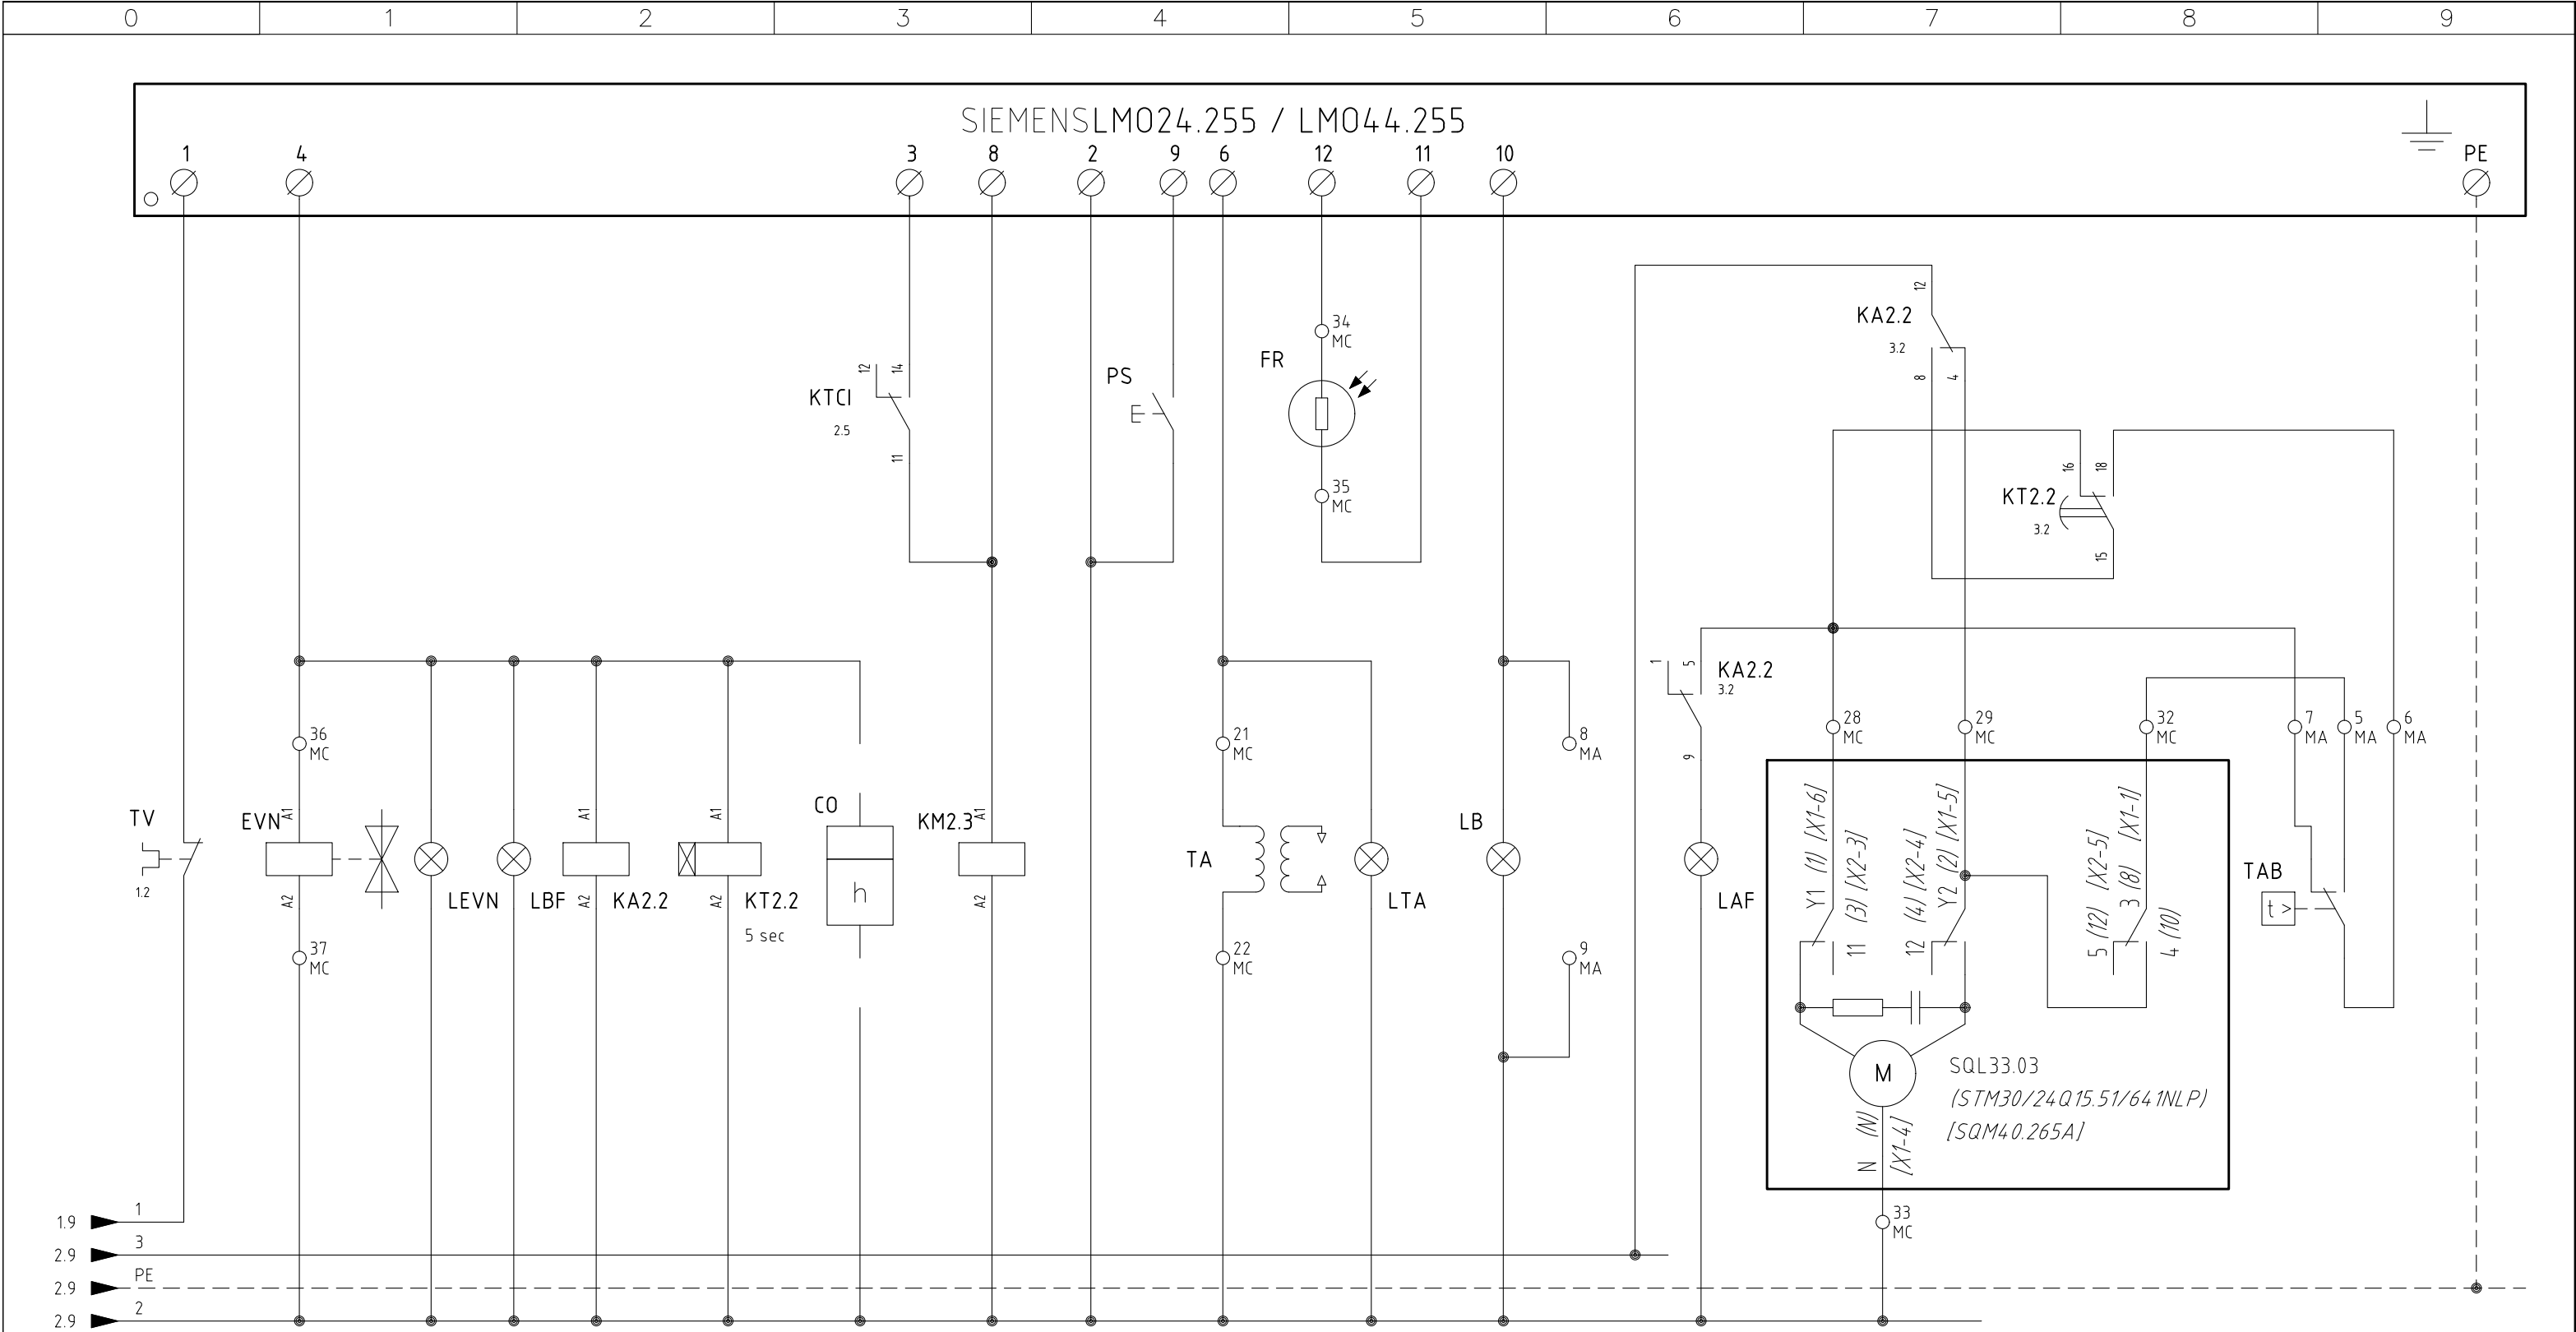 0 1 2 3 4 5 6 7 8 9
SIEMENSLMO24.255 / LMO44.255
1 4 3 8 2 9 6 12 11 10 PE
12
KA2.2
3.2
8 4
34
MC
FR
35
MC
12 14
KTCI
2.5
11
PS
E
16 18
KT2.2
3.2
15
1 5
KA2.2
3.2
9
36
MC
21
MC
8
MA
28
MC
29
MC
32
MC
7
MA
5
MA
6
MA
TV
1.2
EVN
A1
A2
LEVN
LBF
A1
A2
KA2.2
A1
A2
KT2.2
5 sec
CO
h
KM2.3
A1
A2
TA
LTA
LB
LAF
Y1 (1) [X1-6]
11 (3) [X2-3]
12 (4) [X2-4]
Y2 (2) [X1-5]
5 (12) [X2-5]
3 (8) [X1-1]
4 (10)
TAB
t >
37
MC
22
MC
9
MA
M
SQL33.03
(STM30/24Q15.51/641NLP)
[SQM40.265A]
N (N)
[X1-4]
33
MC
1.9 1
2.9 3
2.9 PE
2.9 2